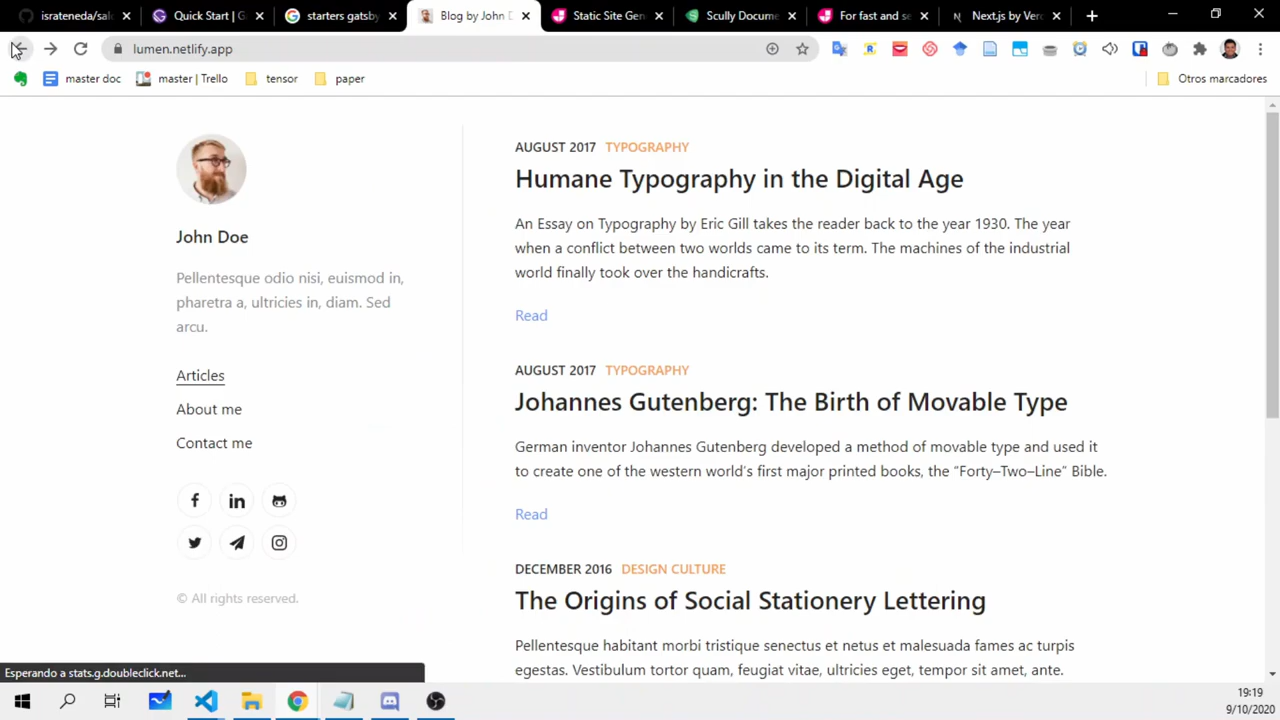 israteneda/sal
Quick Start | G
starters gatsby
Blog by John D
Static Site Gen
Scully Docume
For fast and se
Next.js by Verc
lumen.netlify.app
master doc
master | Trello
tensor
paper
Otros marcadores
John Doe
Pellentesque odio nisi, euismod in,
pharetra a, ultricies in, diam. Sed
arcu.
Articles
About me
Contact me
© All rights reserved.
AUGUST 2017 TYPOGRAPHY
Humane Typography in the Digital Age
An Essay on Typography by Eric Gill takes the reader back to the year 1930. The year
when a conflict between two worlds came to its term. The machines of the industrial
world finally took over the handicrafts.
Read
AUGUST 2017 TYPOGRAPHY
Johannes Gutenberg: The Birth of Movable Type
German inventor Johannes Gutenberg developed a method of movable type and used it
to create one of the western world's first major printed books, the “Forty–Two–Line” Bible.
Read
DECEMBER 2016 DESIGN CULTURE
The Origins of Social Stationery Lettering
Pellentesque habitant morbi tristique senectus et netus et malesuada fames ac turpis
egestas. Vestibulum tortor quam, feugiat vitae, ultricies eget, tempor sit amet, ante.
Esperando a stats.g.doubleclick.net...
19:19
9/10/2020